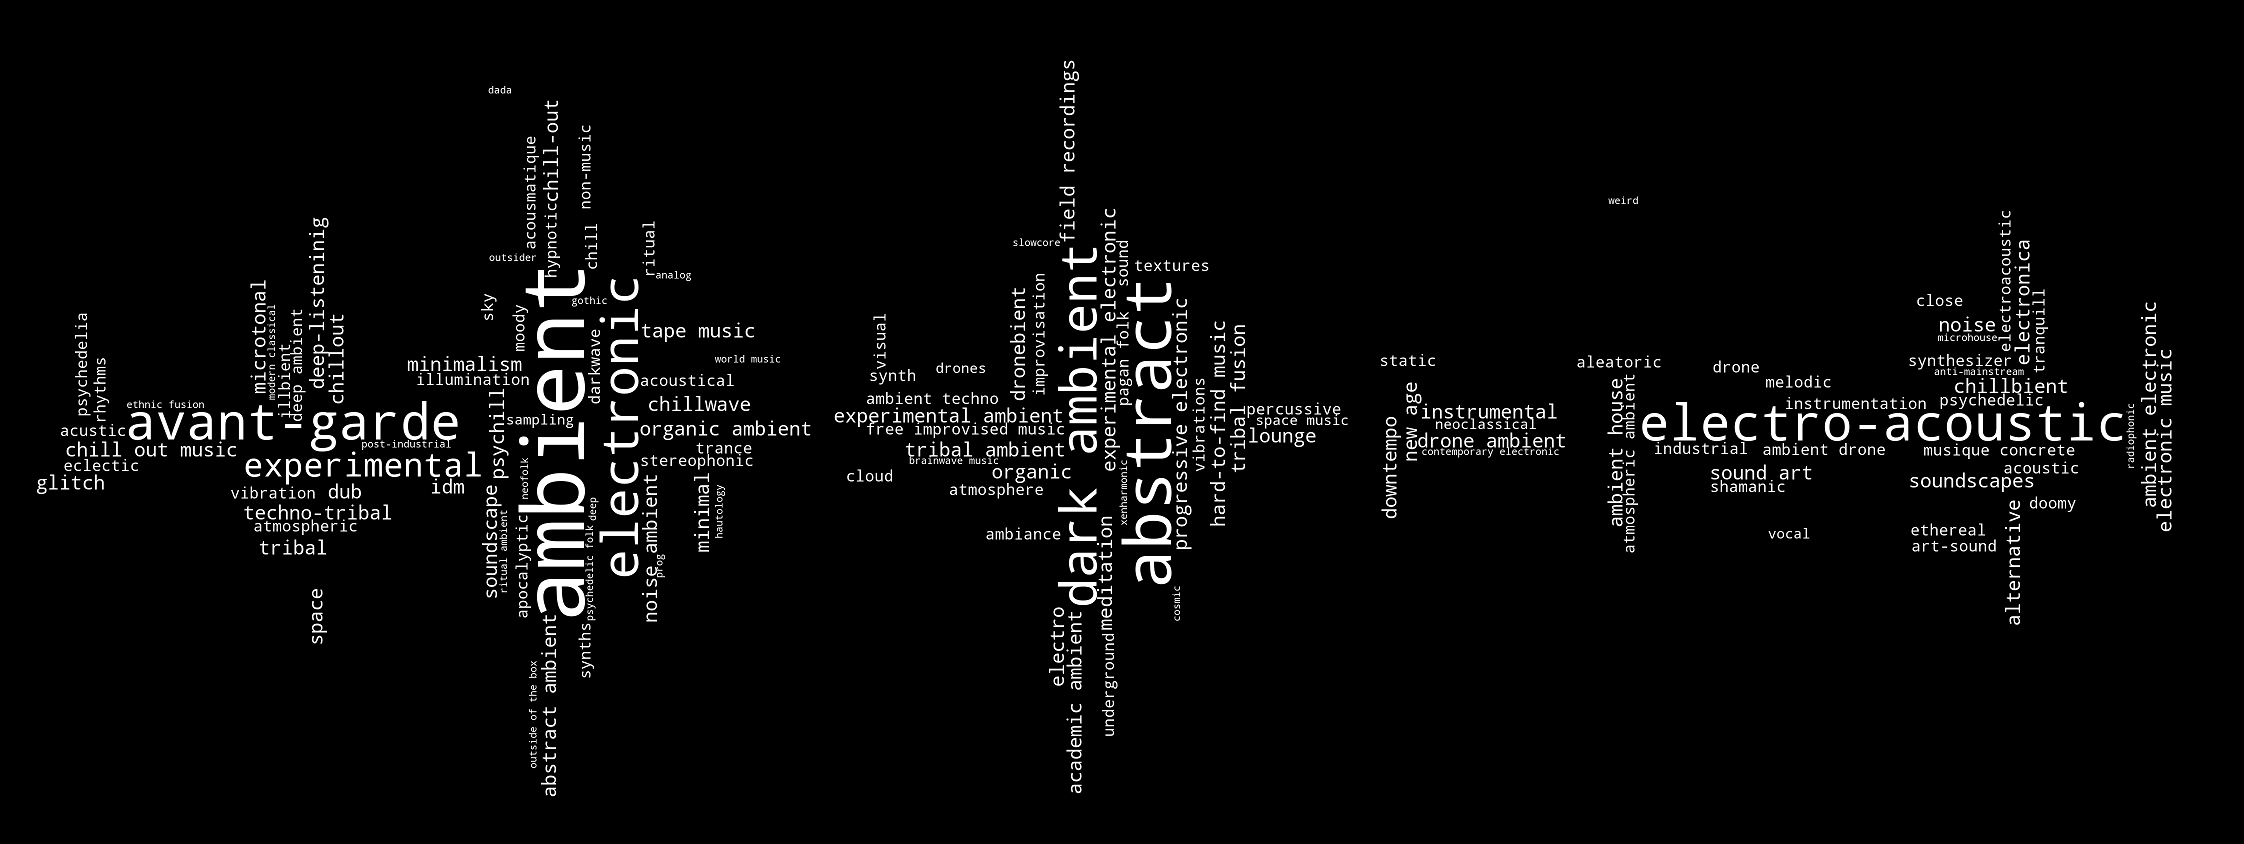 dada
acousmatique
hypnotic
chill-out
non-music
chill
outsider
ritual
analog
gothic
sky
moody
ambient
electronic
darkwave
tape music
world music
acoustical
chillwave
organic ambient
trance
stereophonic
minimal
hautology
noise ambient
prog
sampling
psychill
soundscape
ritual ambient
neofolk
apocalyptic
deep
psychedelic folk
synths
abstract ambient
outside of the box
psychedelia
rhythms
ethnic fusion
acustic
avant garde
chill out music
eclectic
glitch
microtonal
modern classical
illbient
deep ambient
deep-listeninig
chillout
minimalism
illumination
post-industrial
experimental
vibration
dub
idm
techno-tribal
atmospheric
tribal
space
field recordings
slowcore
dronebient
improvisation
dark ambient
experimental electronic
sound
pagan folk
textures
abstract
progressive electronic
vibrations
hard-to-find music
tribal fusion
visual
synth
drones
ambient techno
experimental ambient
free improvised music
tribal ambient
brainwave music
organic
cloud
atmosphere
ambiance
xenharmonic
meditation
underground
electro
academic ambient
cosmic
percussive
space music
lounge
static
downtempo
new age
instrumental
neoclassical
drone ambient
contemporary electronic
weird
aleatoric
ambient house
atmospheric ambient
drone
melodic
instrumentation
electro-acoustic
industrial
ambient drone
sound art
shamanic
vocal
close
noise
microhouse
synthesizer
anti-mainstream
chillbient
psychedelic
electroacoustic
electronica
tranquill
musique concrete
acoustic
soundscapes
doomy
ethereal
art-sound
alternative
radiophonic
ambient electronic
electronic music